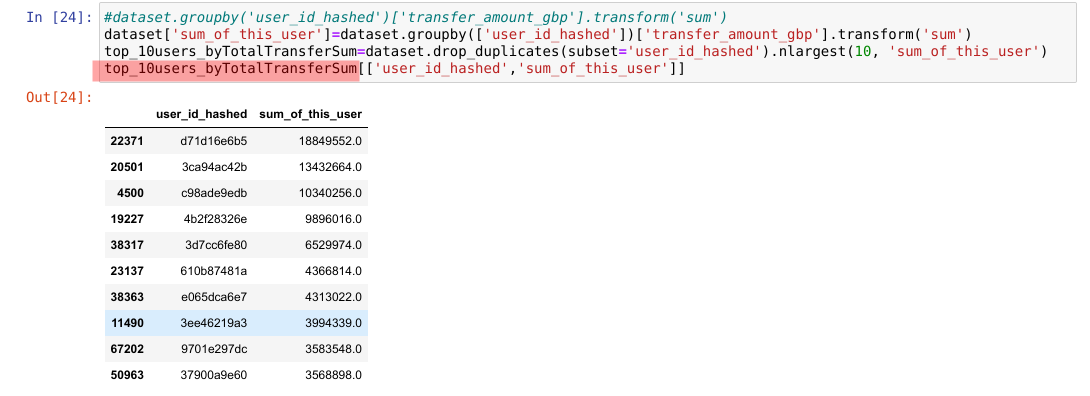 In [24]: #dataset.groupby('user_id_hashed')['transfer_amount_gbp'].transform('sum')
dataset['sum_of_this_user']=dataset.groupby(['user_id_hashed'])['transfer_amount_gbp'].transform('sum')
top_10users_byTotalTransferSum=dataset.drop_duplicates(subset='user_id_hashed').nlargest(10, 'sum_of_this_user')
top_10users_byTotalTransferSum[['user_id_hashed','sum_of_this_user']]
Out[24]:
user_id_hashed sum_of_this_user
22371 d71d16e6b5 18849552.0
20501 3ca94ac42b 13432664.0
4500 c98ade9edb 10340256.0
19227 4b2f28326e 9896016.0
38317 3d7cc6fe80 6529974.0
23137 610b87481a 4366814.0
38363 e065dca6e7 4313022.0
11490 3ee46219a3 3994339.0
67202 9701e297dc 3583548.0
50963 37900a9e60 3568898.0